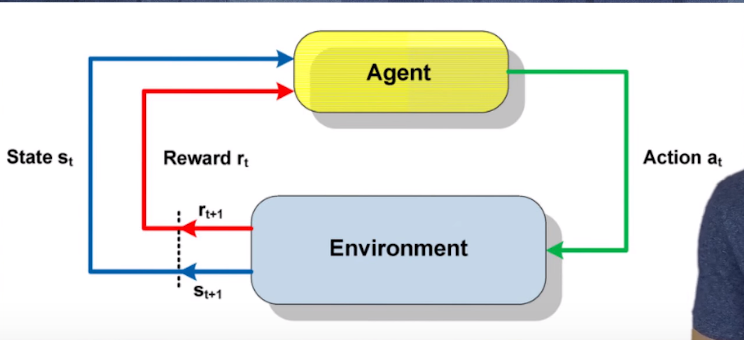 Agent
State sₜ
Reward rₜ
Action aₜ
rₜ₊₁
Environment
sₜ₊₁